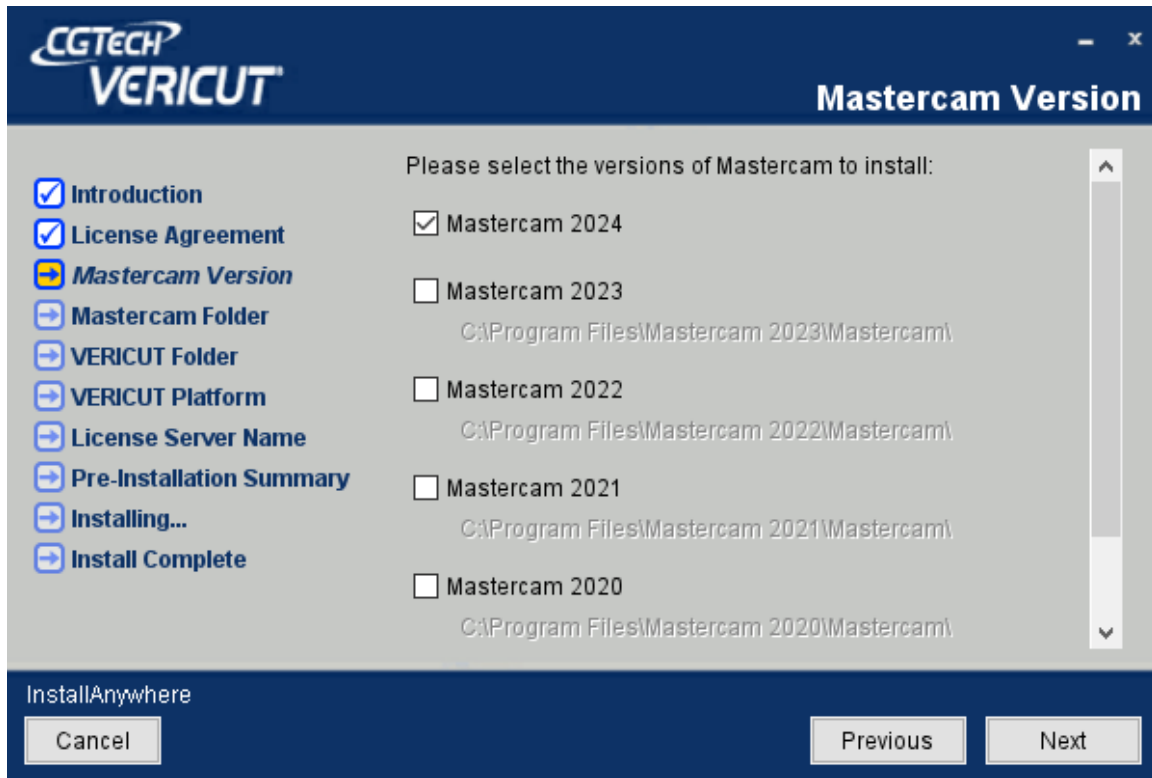 CGTECH
VERICUT
Mastercam Version
Introduction
License Agreement
Mastercam Version
Mastercam Folder
VERICUT Folder
VERICUT Platform
License Server Name
Pre-Installation Summary
Installing...
Install Complete
Please select the versions of Mastercam to install:
Mastercam 2024
Mastercam 2023
C:\Program Files\Mastercam 2023\Mastercam\
Mastercam 2022
C:\Program Files\Mastercam 2022\Mastercam\
Mastercam 2021
C:\Program Files\Mastercam 2021\Mastercam\
Mastercam 2020
C:\Program Files\Mastercam 2020\Mastercam\
InstallAnywhere
Cancel
Previous
Next